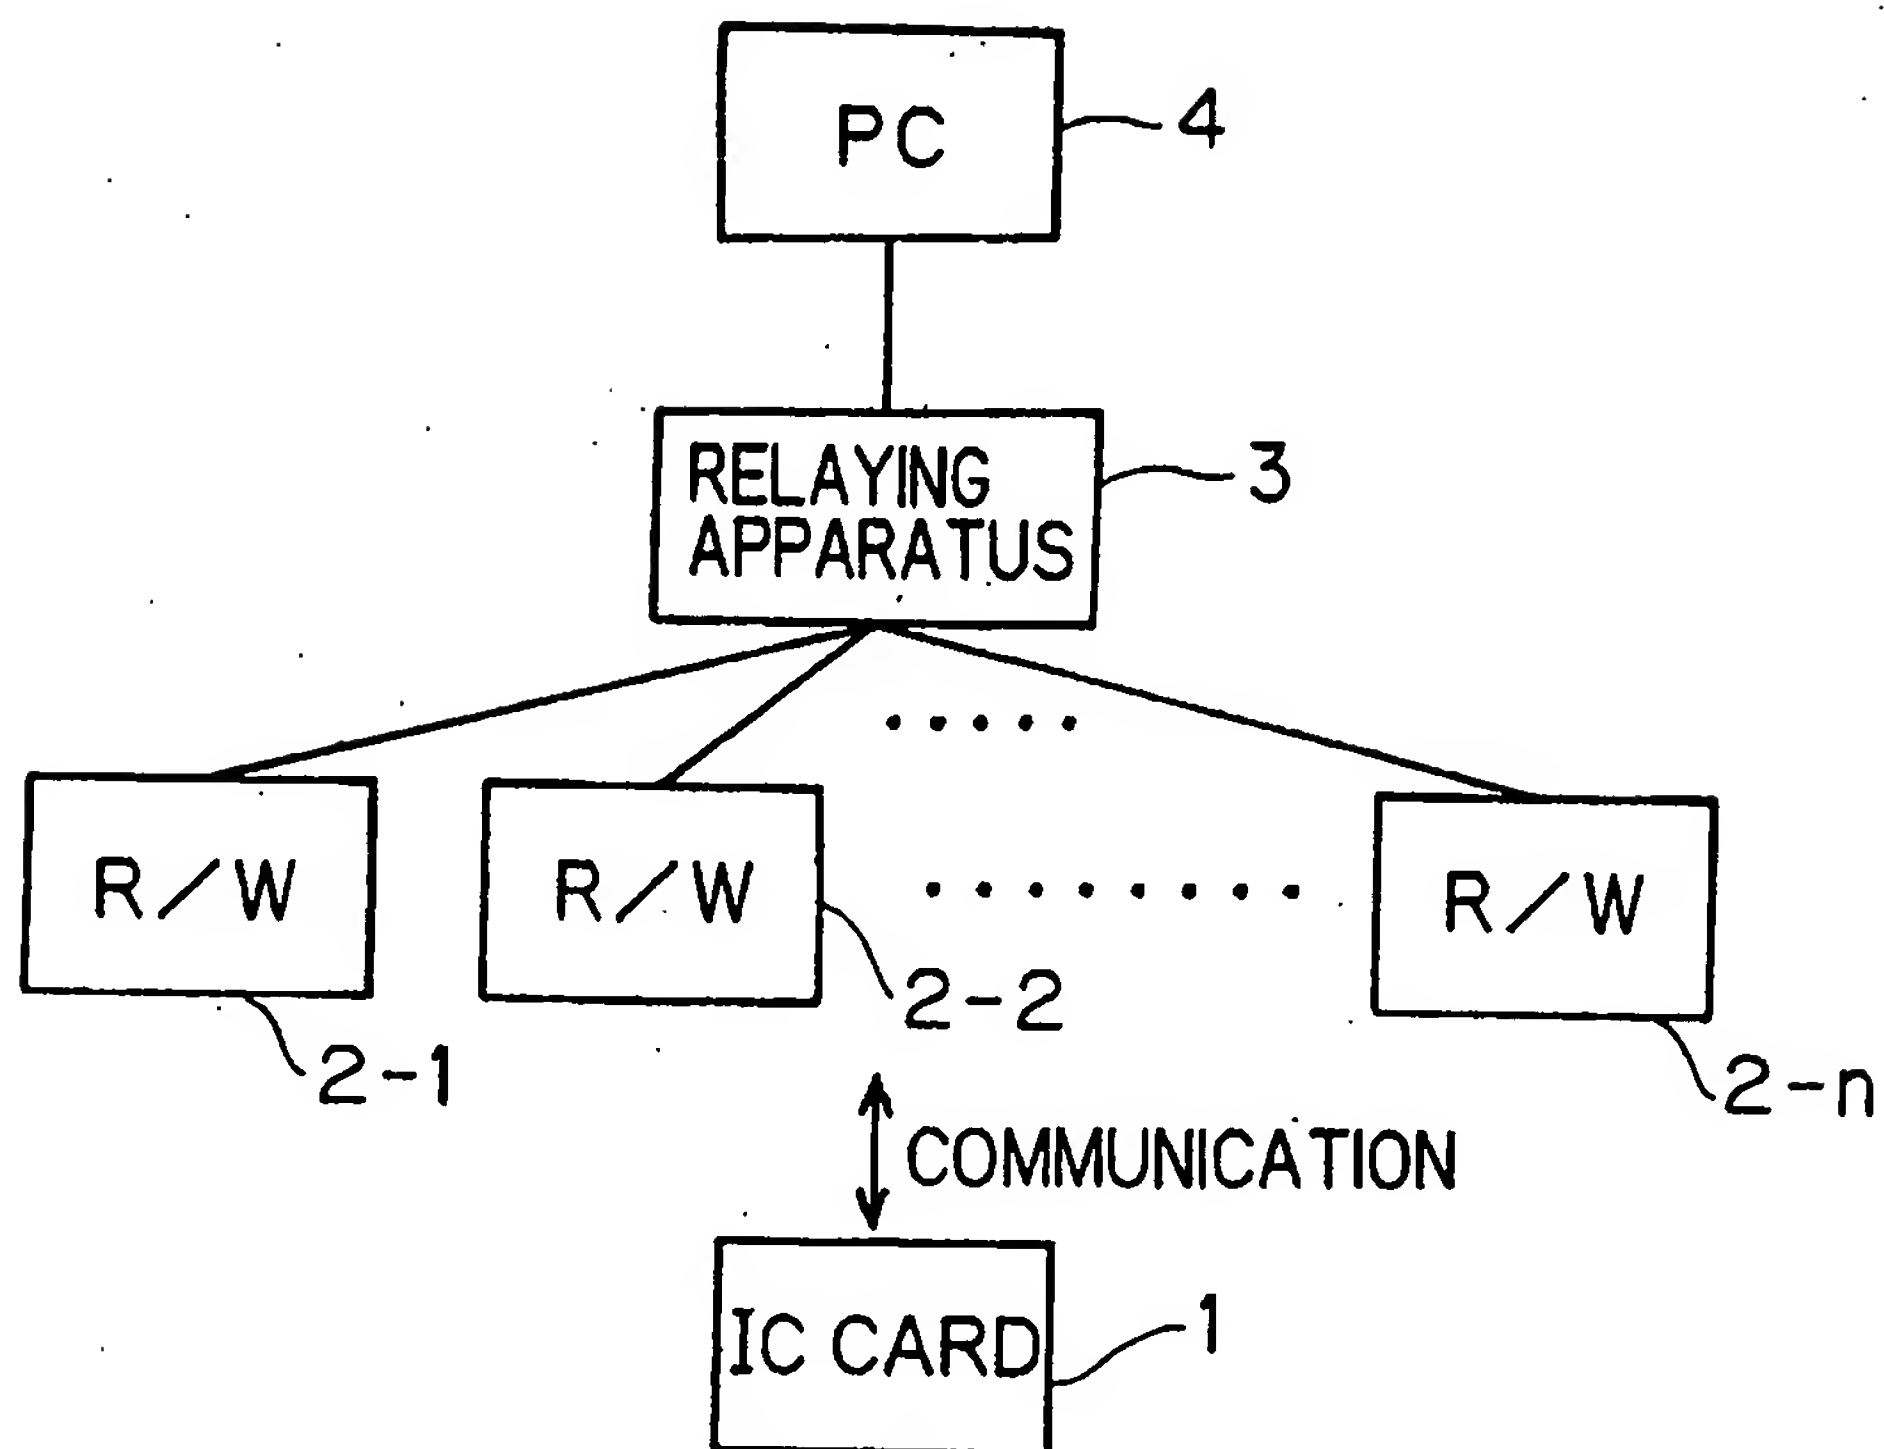 PC
4
RELAYING
APPARATUS
3
R/W
R/W
R/W
2-2
2-1
2-n
COMMUNICATION
IC CARD
1